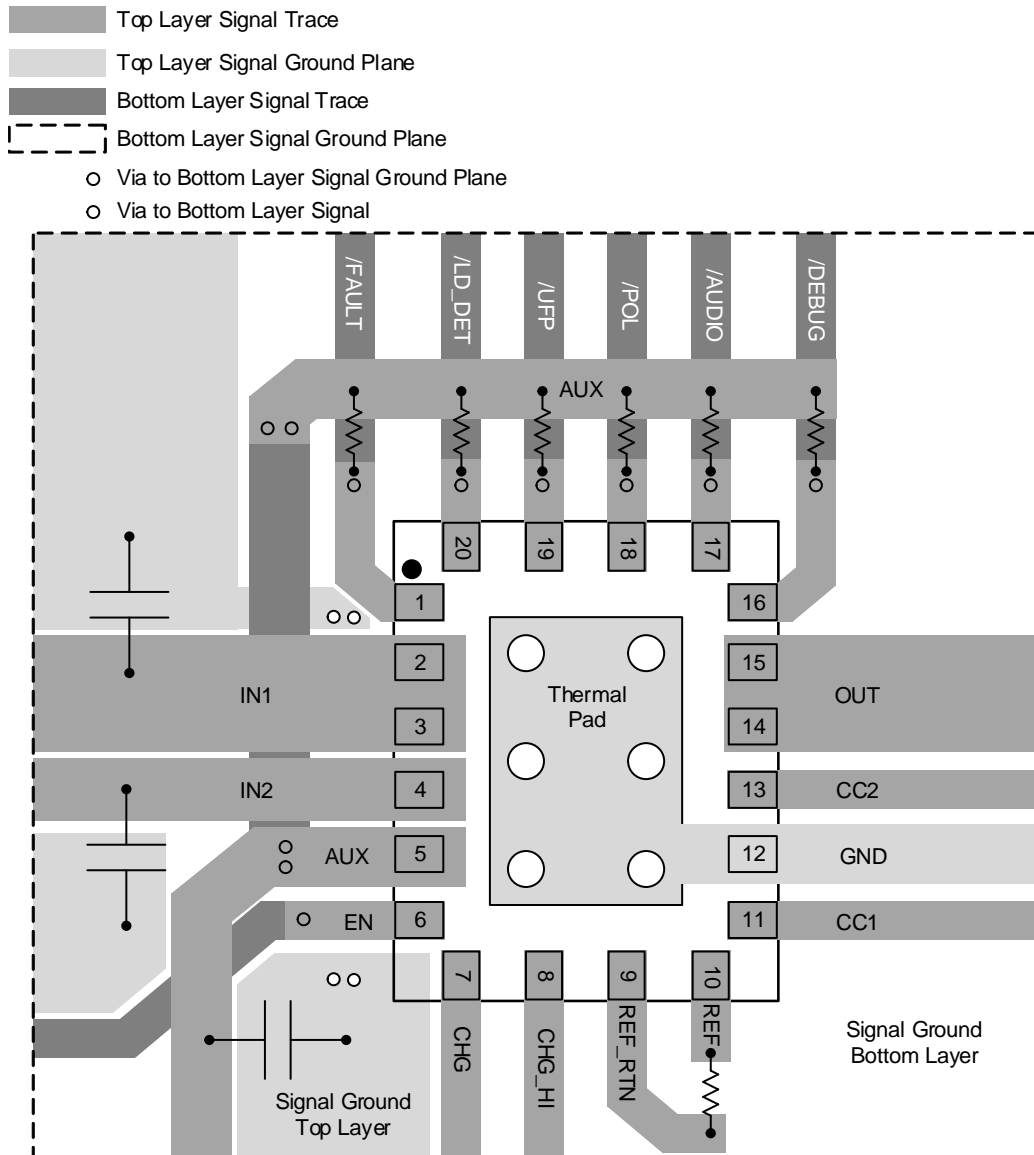 Top Layer Signal Trace
Top Layer Signal Ground Plane
Bottom Layer Signal Trace
Bottom Layer Signal Ground Plane
Via to Bottom Layer Signal Ground Plane
Via to Bottom Layer Signal
/FAULT
/LD_DET
/UFP
/POL
/AUDIO
/DEBUG
AUX
20
19
18
17
1
16
2
15
Thermal
Pad
IN1
OUT
3
14
IN2
4
13
CC2
AUX
5
12
GND
EN
6
11
CC1
7
8
9
10
CHG
CHG_HI
REF_RTN
REF
Signal Ground
Bottom Layer
Signal Ground
Top Layer